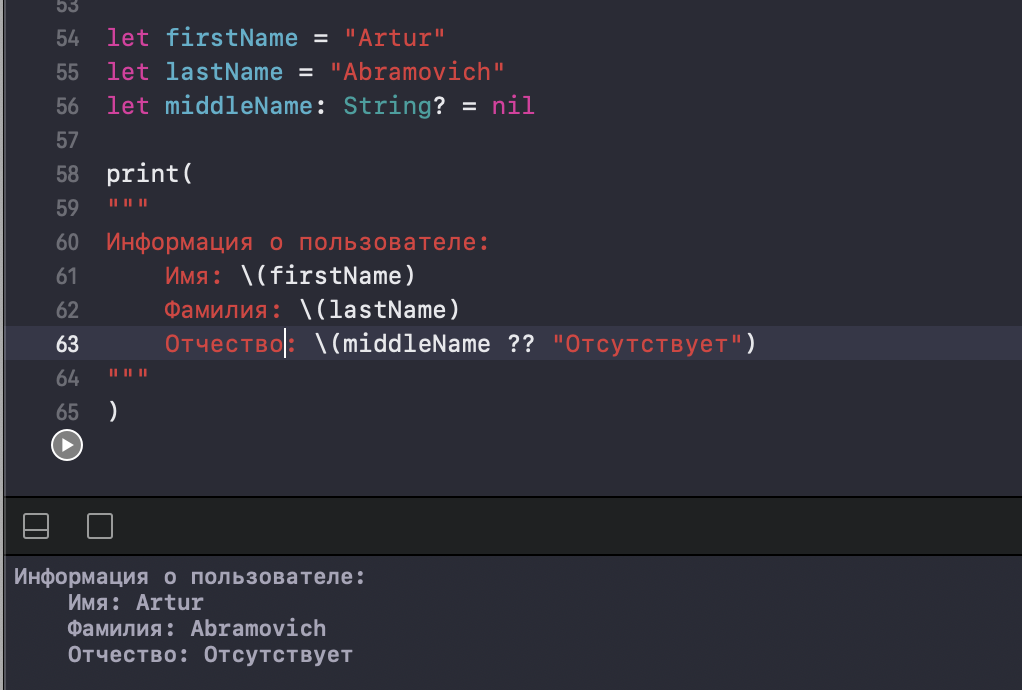 53
54 let firstName = "Artur"
55 let lastName = "Abramovich"
56 let middleName: String? = nil
57
58 print(
59 """
60 Информация о пользователе:
61     Имя: \(firstName)
62     Фамилия: \(lastName)
63     Отчество: \(middleName ?? "Отсутствует")
64 """
65 )
Информация о пользователе:
    Имя: Artur
    Фамилия: Abramovich
    Отчество: Отсутствует